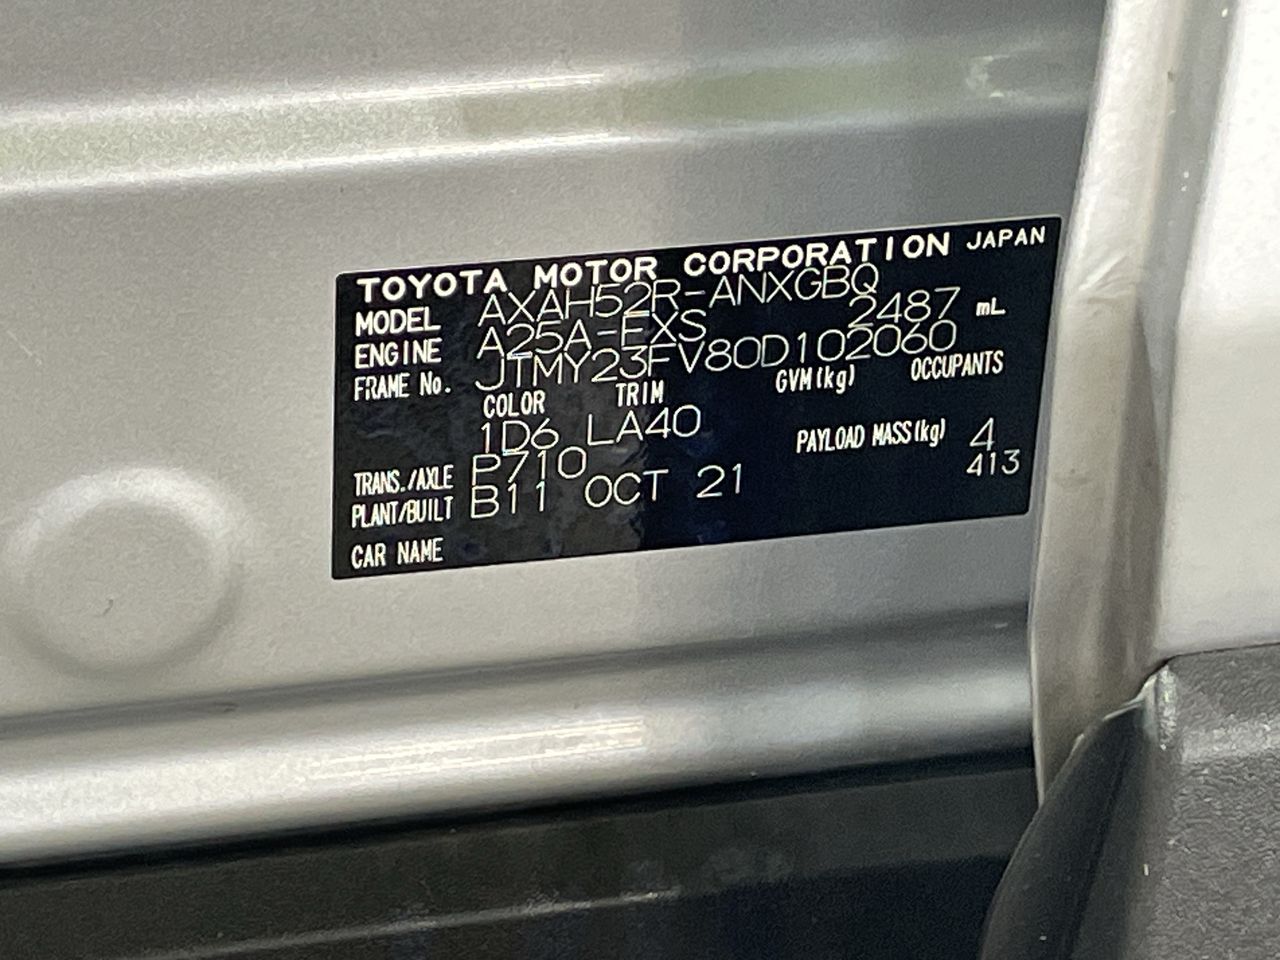 TOYOTA MOTOR CORPORATION JAPAN
MODEL AXAH52R-ANXGBQ
ENGINE A25A-FXS 2487 mL
FRAME No. JTMY23FV80D102060
COLOR TRIM GVM(kg) OCCUPANTS
1D6 LA40 PAYLOAD MASS(kg) 4
TRANS./AXLE P710 413
PLANT/BUILT B11 OCT 21
CAR NAME